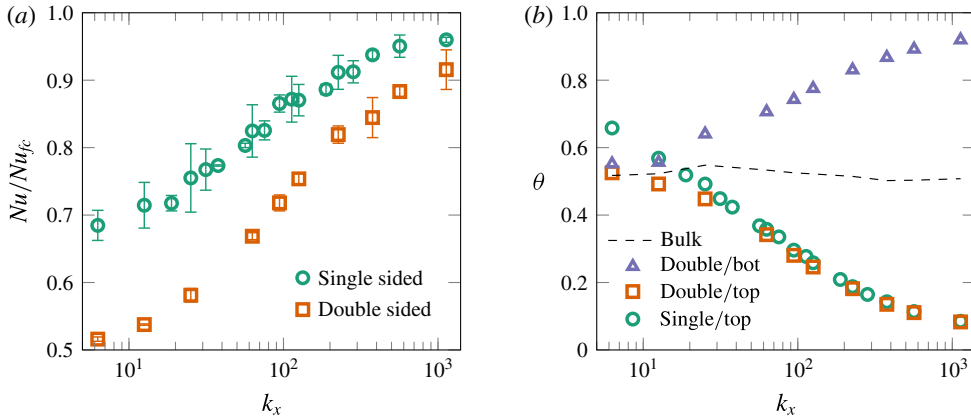 (a)
1.0
0.9
0.8
0.7
0.6
0.5
Nu/Nu_fc
Single sided
Double sided
10^1
10^2
10^3
k_x
(b)
1.0
0.8
0.6
0.4
0.2
0
θ
Bulk
Double/bot
Double/top
Single/top
10^1
10^2
10^3
k_x